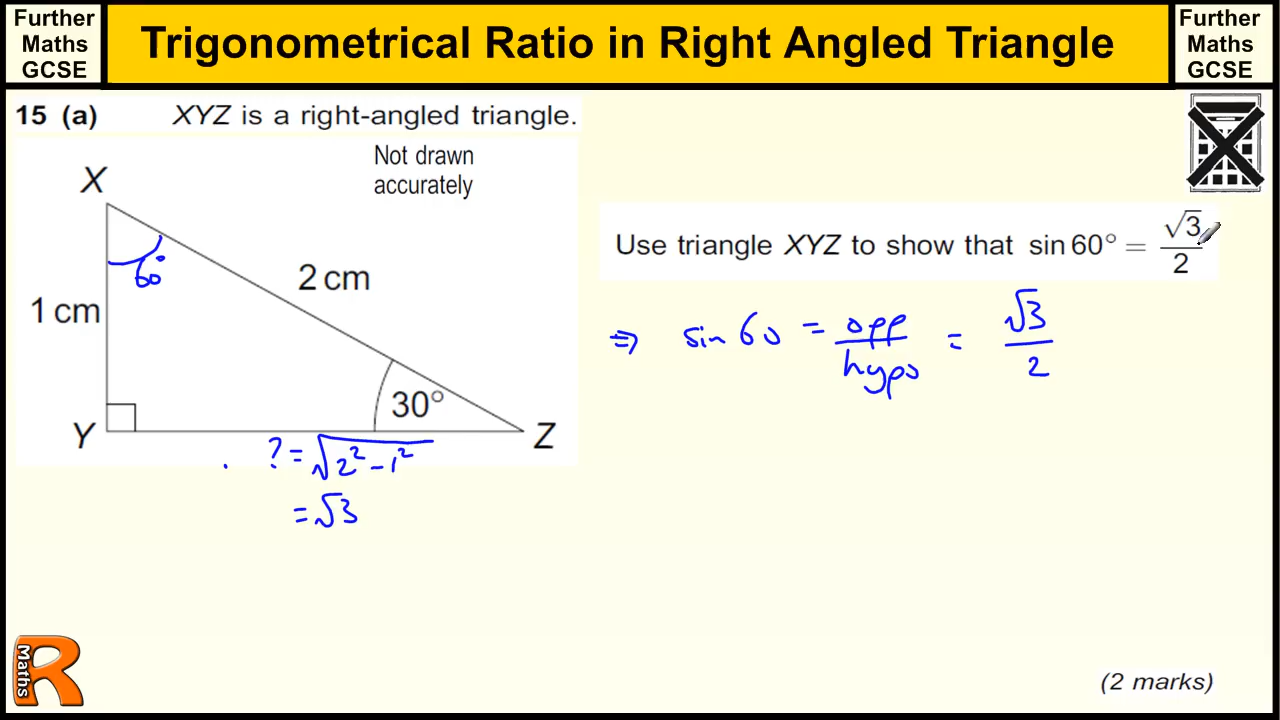 Further
Maths
GCSE
Trigonometrical Ratio in Right Angled Triangle
Further
Maths
GCSE
15 (a) XYZ is a right-angled triangle.
Not drawn
accurately
X
60°
2 cm
1 cm
30°
Y
Z
? = √2² - 1²
= √3
Use triangle XYZ to show that sin 60° = √3/2
⇒ sin 60 = opp/hypo = √3/2
R
Maths
(2 marks)